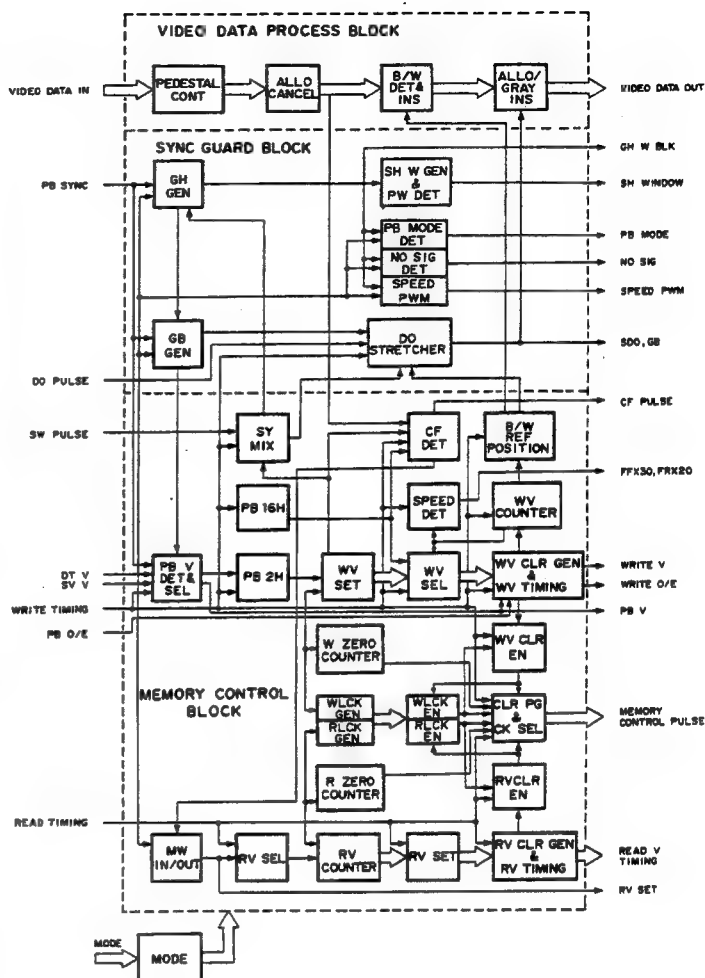 VIDEO DATA PROCESS BLOCK
VIDEO DATA IN
PEDESTAL
CONT
ALLO
CANCEL
B/W
DET&
INS
ALLO/
GRAY
INS
VIDEO DATA OUT
SYNC GUARD BLOCK
GH W BLK
PB SYNC
GH
GEN
SH W GEN
&
PW DET
SH WINDOW
PB MODE
DET
PB MODE
NO SIG
DET
NO SIG
SPEED
PWM
SPEED PWM
GB
GEN
DO
STRETCHER
SDO, GB
DO PULSE
CF PULSE
SW PULSE
SY
MIX
CF
DET
B/W
REF
POSITION
FFX30, FRX20
PB 16H
SPEED
DET
WV
COUNTER
DT V
SV V
PB V
DET &
SEL
PB 2H
WV
SET
WV
SEL
WV CLR GEN
&
WV TIMING
WRITE V
WRITE O/E
WRITE TIMING
PB V
PB O/E
W ZERO
COUNTER
WV CLR
EN
MEMORY CONTROL
BLOCK
WLCK
GEN
RLCK
GEN
WLCK
EN
RLCK
EN
CLR PG
&
CK SEL
MEMORY
CONTROL PULSE
R ZERO
COUNTER
RVCLR
EN
READ TIMING
MW
IN/OUT
RV SEL
RV
COUNTER
RV SET
RV CLR GEN
&
RV TIMING
READ V
TIMING
RV SET
MODE
MODE